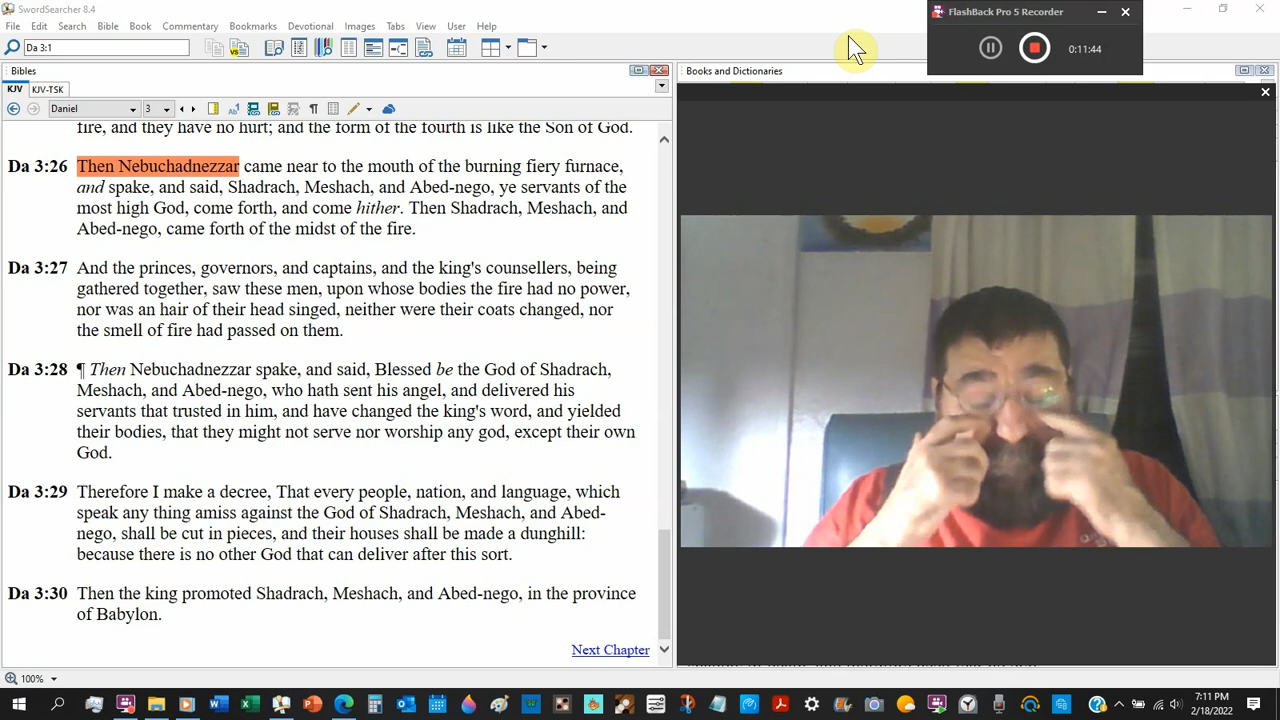 SwordSearcher 8.4
File Edit Search Bible Book Commentary Bookmarks Devotional Images Tabs View User Help
FlashBack Pro 5 Recorder
0:11:44
Da 3:1
Bibles
Books and Dictionaries
KJV KJV-TSK
Daniel 3
fire, and they have no hurt; and the form of the fourth is like the Son of God.
Da 3:26 Then Nebuchadnezzar came near to the mouth of the burning fiery furnace,
and spake, and said, Shadrach, Meshach, and Abed-nego, ye servants of the
most high God, come forth, and come hither. Then Shadrach, Meshach, and
Abed-nego, came forth of the midst of the fire.
Da 3:27 And the princes, governors, and captains, and the king's counsellers, being
gathered together, saw these men, upon whose bodies the fire had no power,
nor was an hair of their head singed, neither were their coats changed, nor
the smell of fire had passed on them.
Da 3:28 ¶ Then Nebuchadnezzar spake, and said, Blessed be the God of Shadrach,
Meshach, and Abed-nego, who hath sent his angel, and delivered his
servants that trusted in him, and have changed the king's word, and yielded
their bodies, that they might not serve nor worship any god, except their own
God.
Da 3:29 Therefore I make a decree, That every people, nation, and language, which
speak any thing amiss against the God of Shadrach, Meshach, and Abed-
nego, shall be cut in pieces, and their houses shall be made a dunghill:
because there is no other God that can deliver after this sort.
Da 3:30 Then the king promoted Shadrach, Meshach, and Abed-nego, in the province
of Babylon.
Next Chapter
100%
7:11 PM
2/18/2022